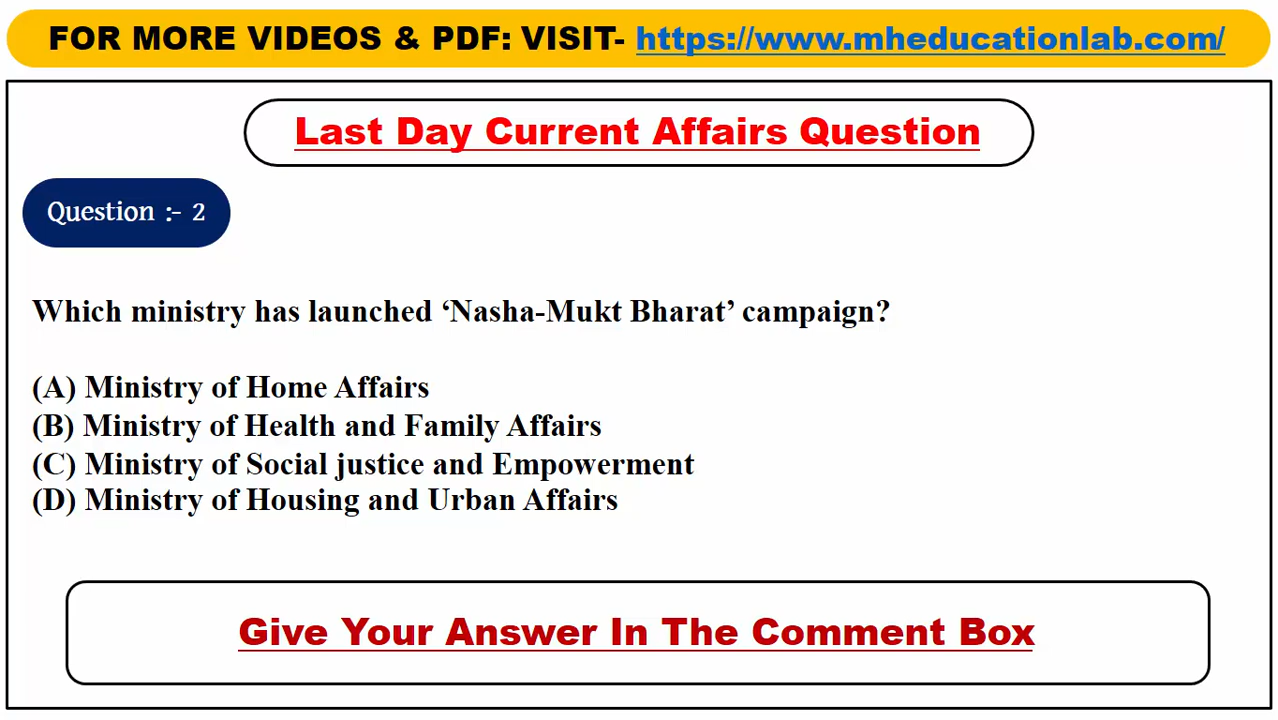 FOR MORE VIDEOS & PDF: VISIT- https://www.mheducationlab.com/
Last Day Current Affairs Question
Question :- 2
Which ministry has launched ‘Nasha-Mukt Bharat’ campaign?
(A) Ministry of Home Affairs
(B) Ministry of Health and Family Affairs
(C) Ministry of Social justice and Empowerment
(D) Ministry of Housing and Urban Affairs
Give Your Answer In The Comment Box